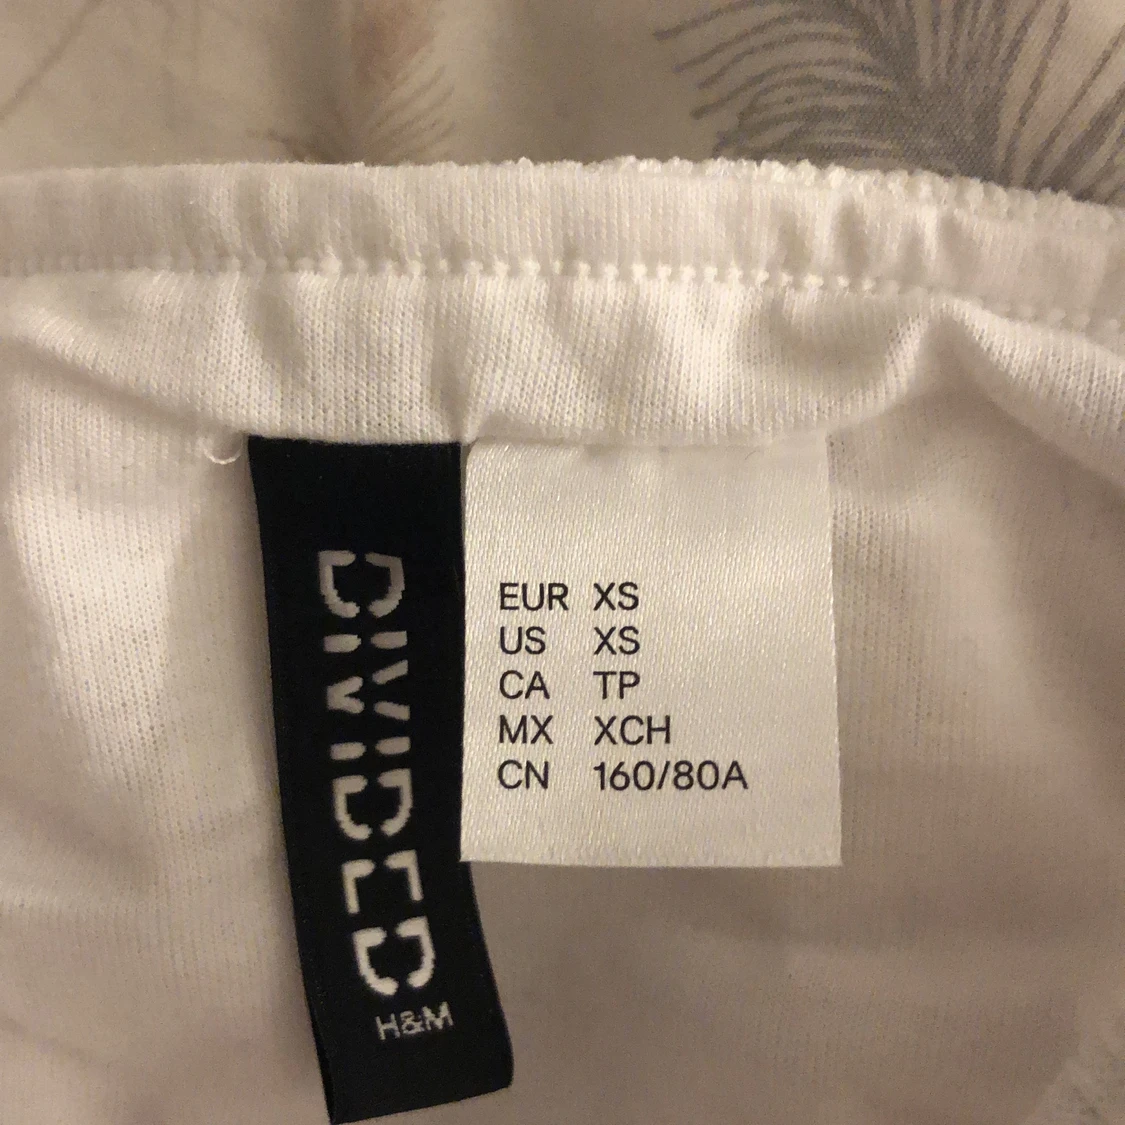 DIVIDED
H&M
EUR XS
US XS
CA TP
MX XCH
CN 160/80A